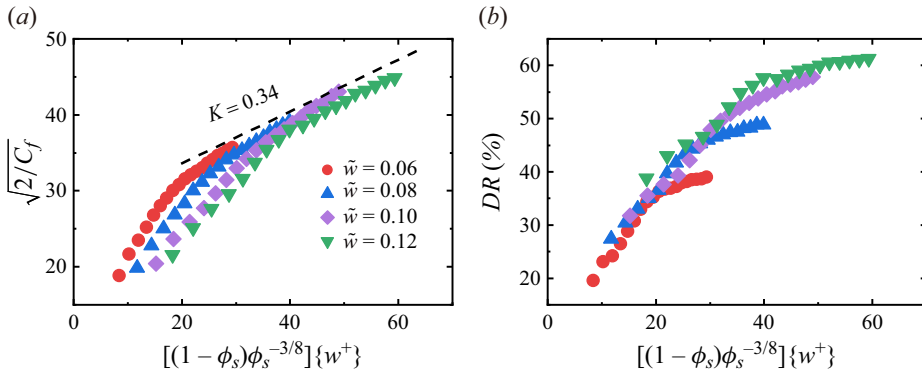 (a)
50
40
30
20
0
20
40
60
√2/C_f
K = 0.34
w̃ = 0.06
w̃ = 0.08
w̃ = 0.10
w̃ = 0.12
[(1 − ϕ_s)ϕ_s^{−3/8}]{w^+}
(b)
60
50
40
30
20
0
20
40
60
DR (%)
[(1 − ϕ_s)ϕ_s^{−3/8}]{w^+}